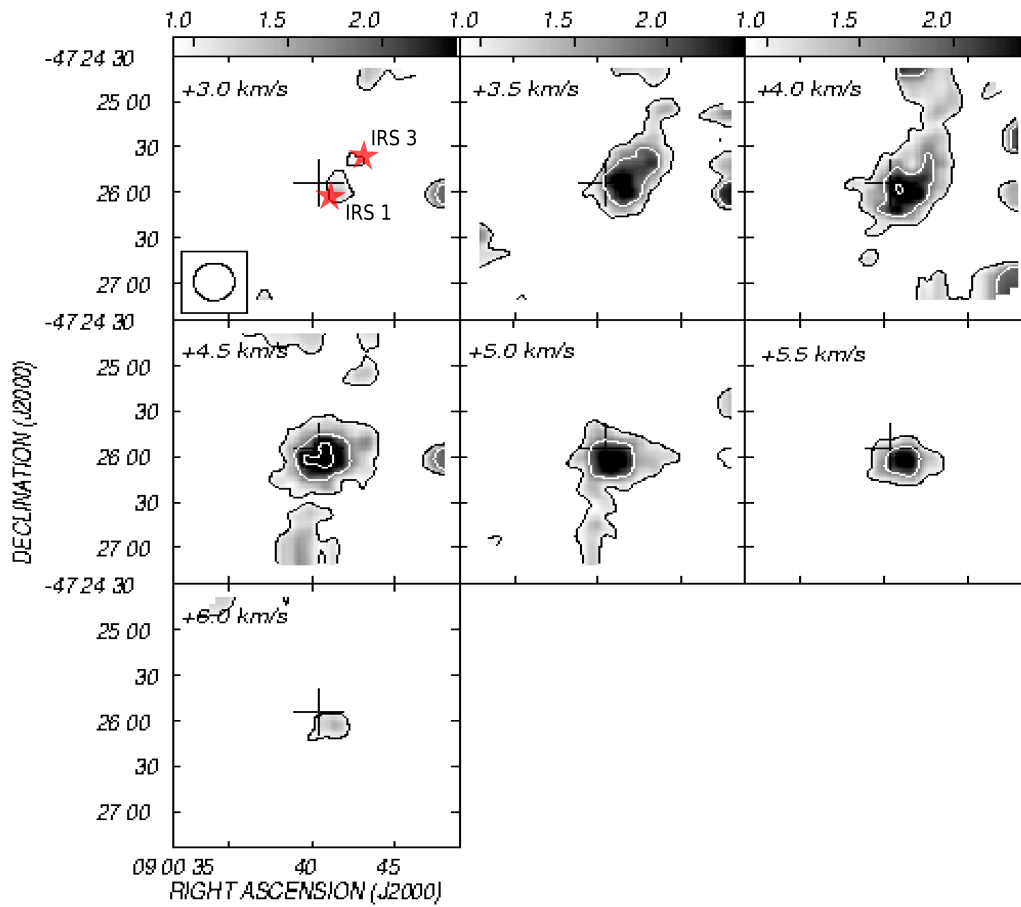 1.0 1.5 2.0 1.0 1.5 2.0 1.0 1.5 2.0
-47 24 30
+3.0 km/s +3.5 km/s +4.0 km/s
25 00
30
IRS 3
26 00
IRS 1
30
27 00
-47 24 30
+4.5 km/s +5.0 km/s +5.5 km/s
25 00
30
26 00
30
27 00
DECLINATION (J2000)
-47 24 30
+6.0 km/s
25 00
30
26 00
30
27 00
09 00 35 40 45
RIGHT ASCENSION (J2000)